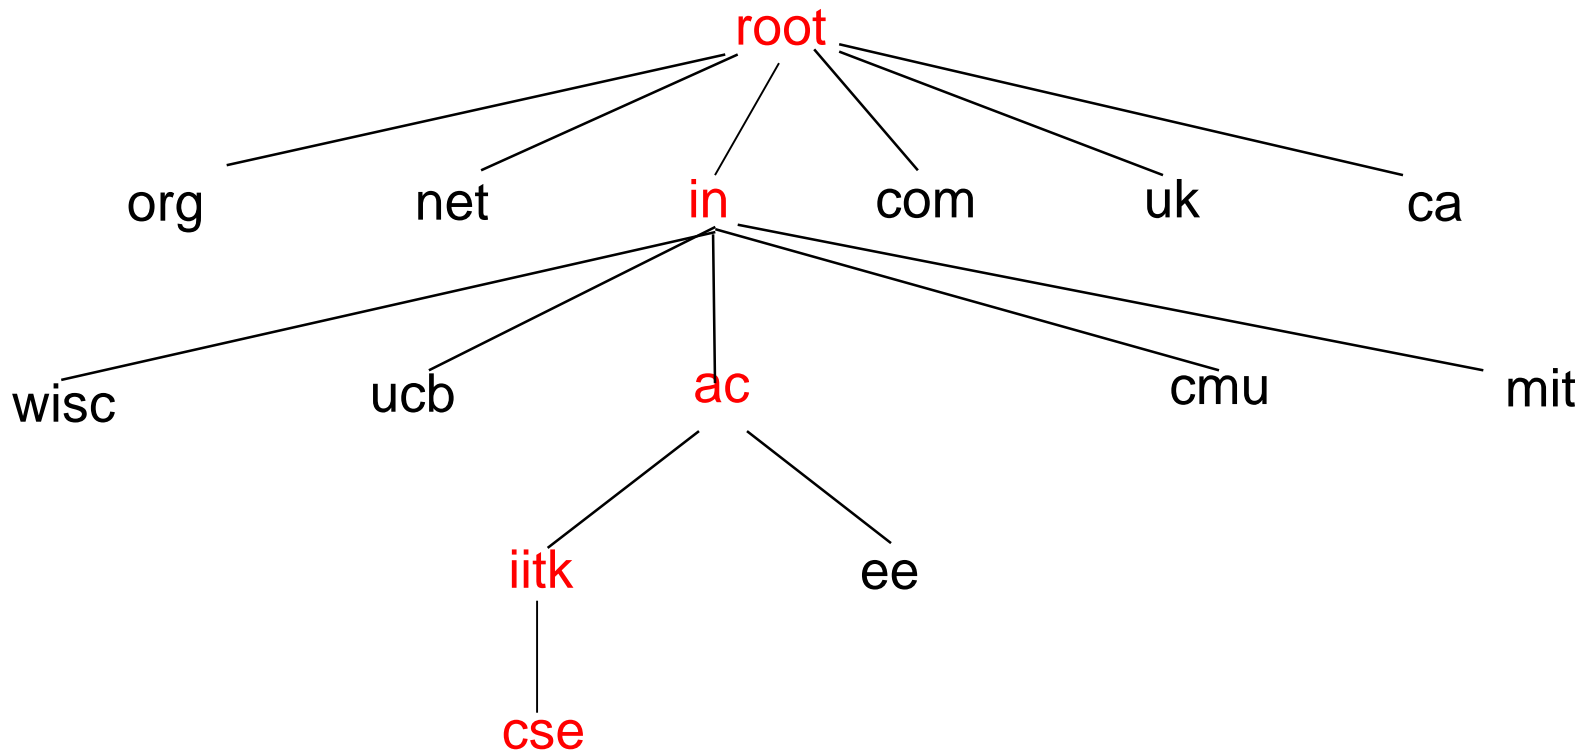 root
org net in com uk ca
wisc ucb ac cmu mit
iitk ee
cse